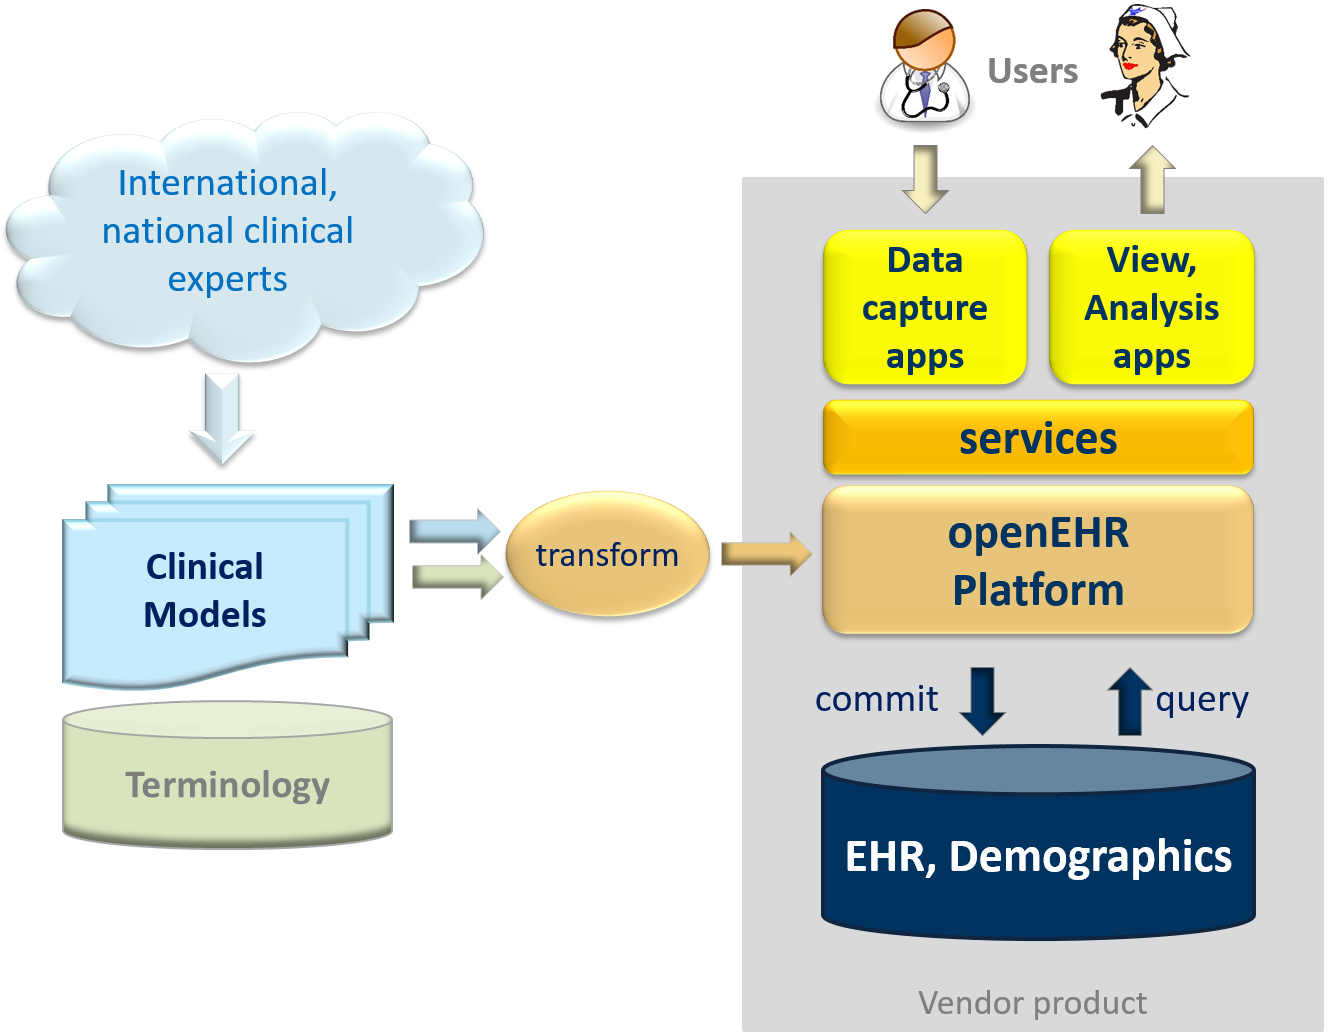 Users
International,
national clinical
experts
Data
capture
apps
View,
Analysis
apps
services
openEHR
Platform
Clinical
Models
transform
commit
query
Terminology
EHR, Demographics
Vendor product